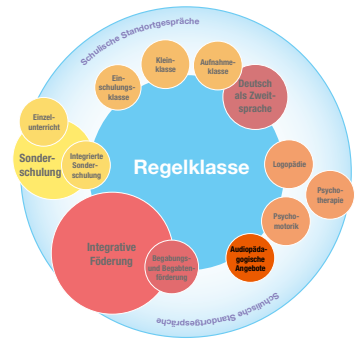 Schulische Standortgespräche
Klein-
klasse
Aufnahme-
klasse
Ein-
schulungs-
klasse
Deutsch
als Zweit-
sprache
Einzel-
unterricht
Sonder-
schulung
Integrierte
Sonder-
schulung
Regelklasse
Logopädie
Psycho-
therapie
Psycho-
motorik
Integrative
Föderung
Begabungs-
und Begabten-
förderung
Audiopäda-
gogische
Angebote
Schulische Standortgespräche